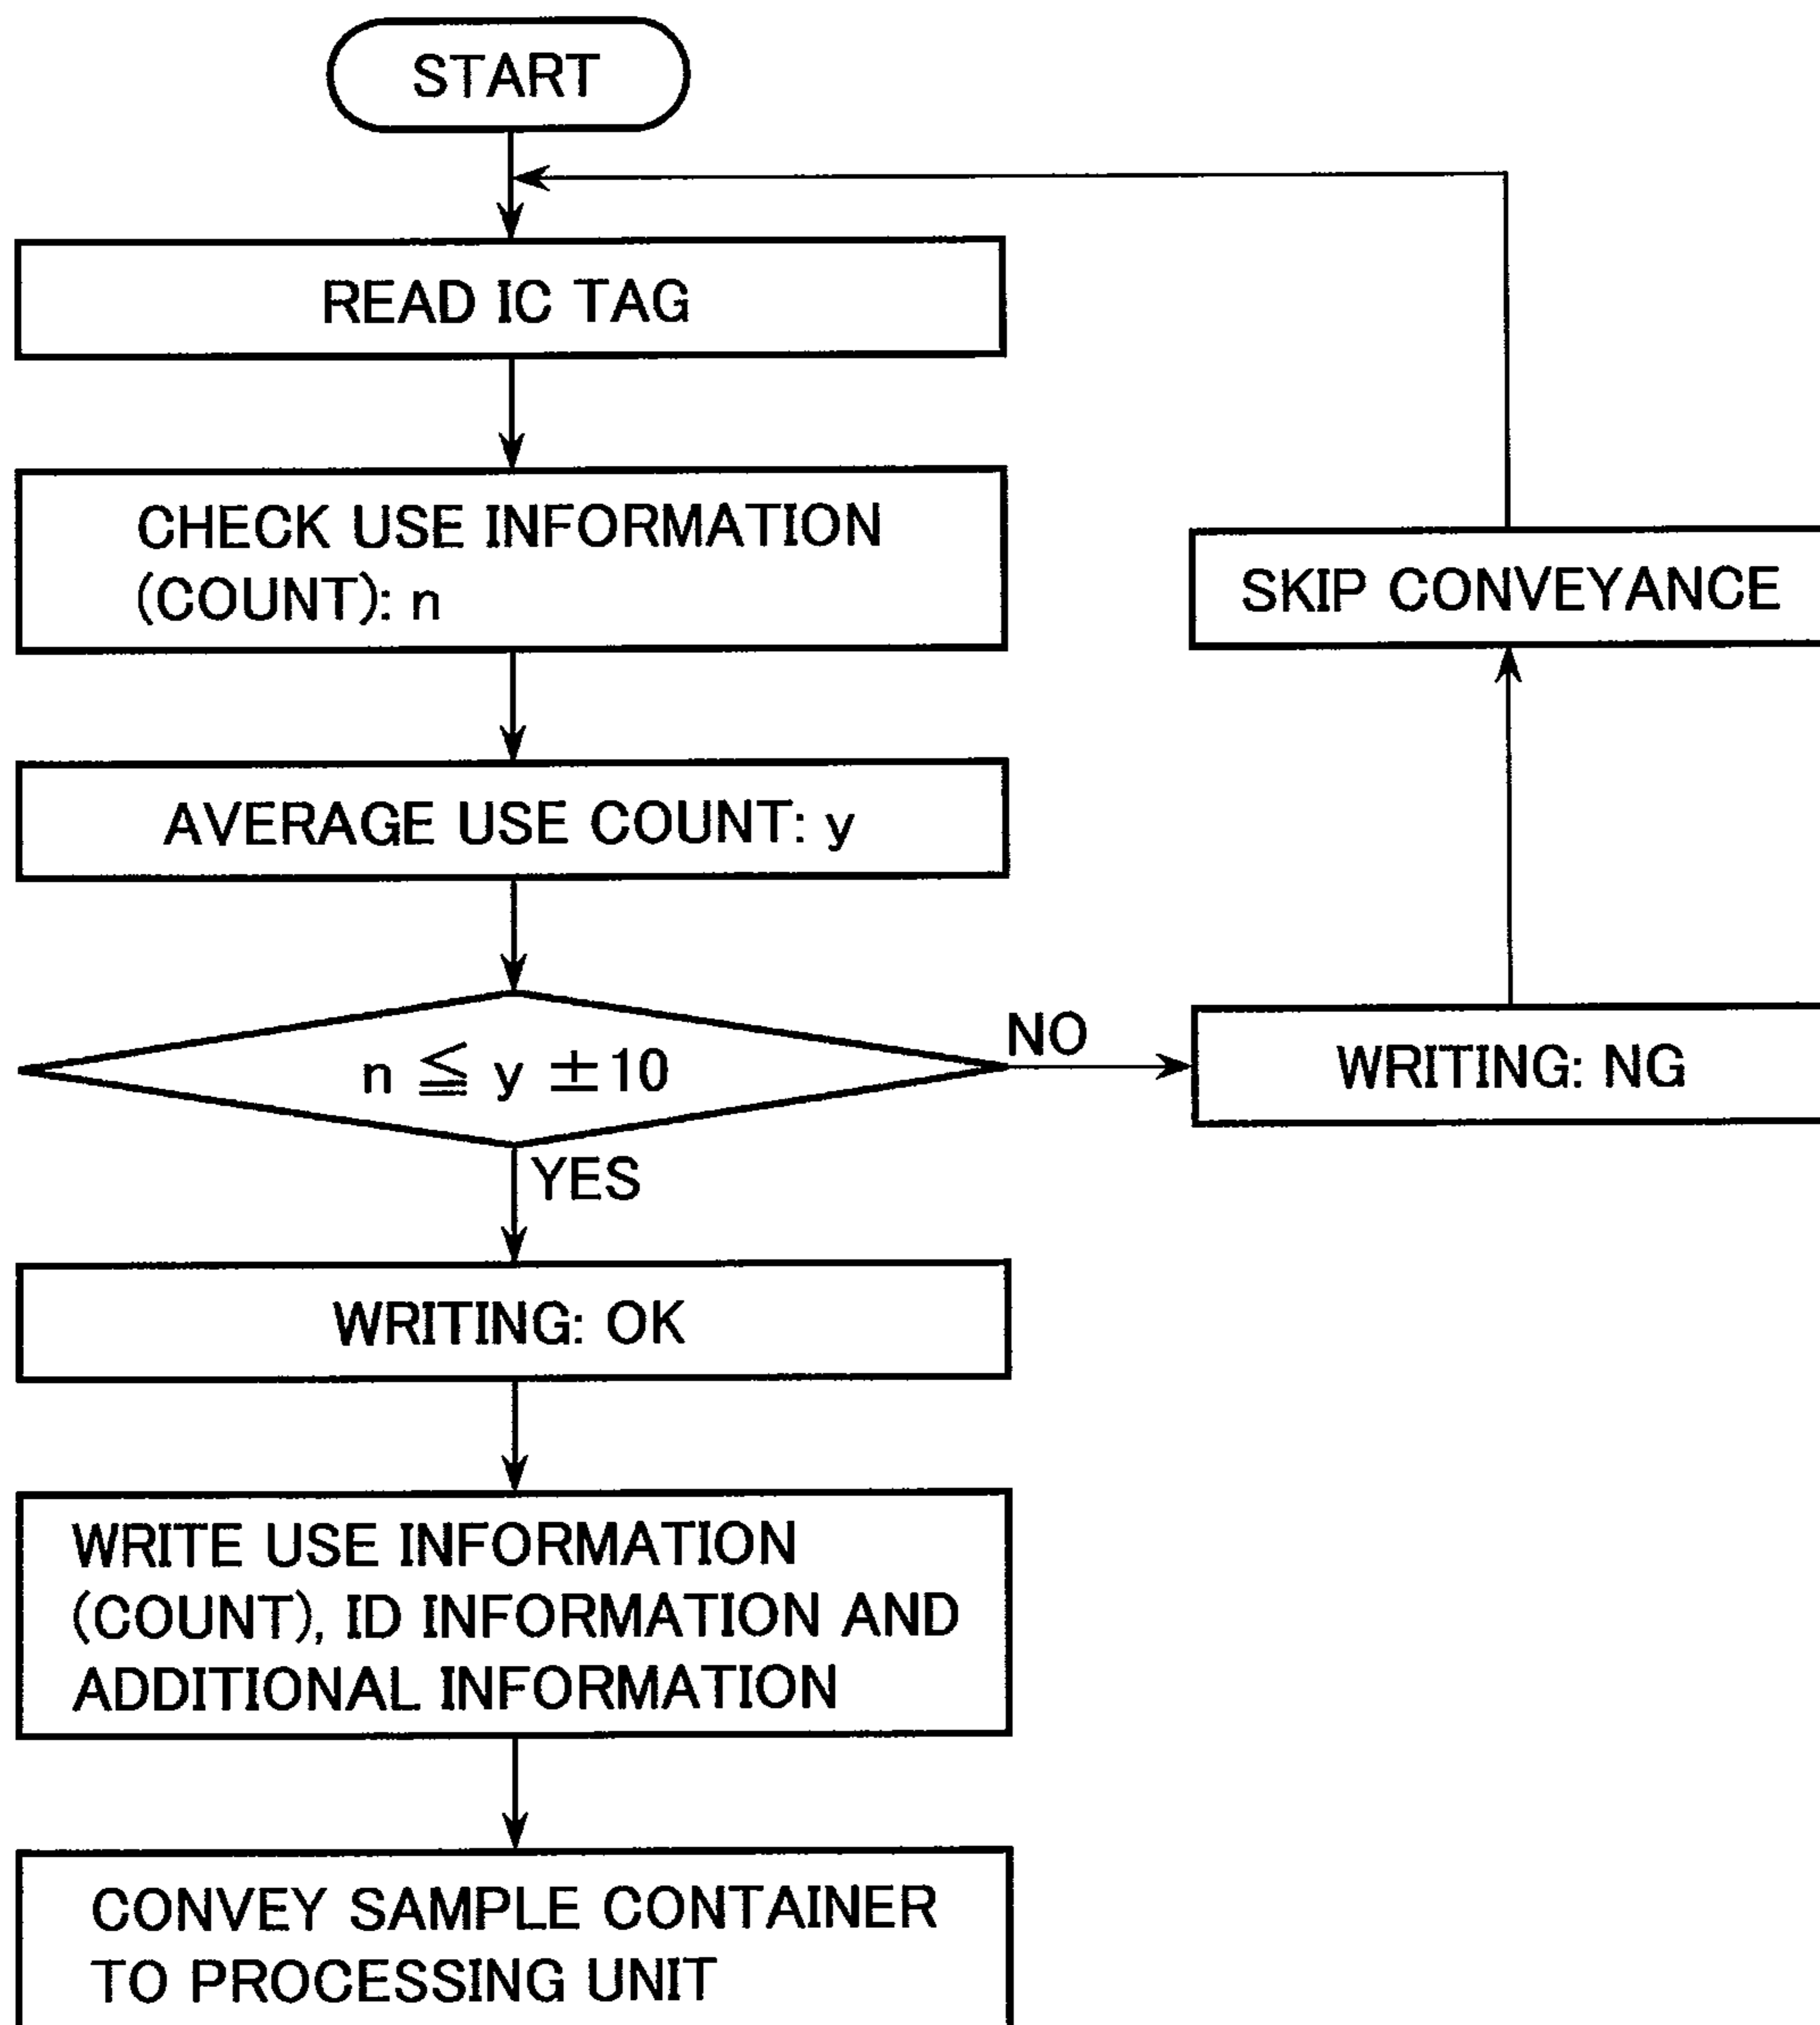 START
READ IC TAG
CHECK USE INFORMATION
(COUNT): n
SKIP CONVEYANCE
AVERAGE USE COUNT: y
n ≦ y ±10
NO
WRITING: NG
YES
WRITING: OK
WRITE USE INFORMATION
(COUNT), ID INFORMATION AND
ADDITIONAL INFORMATION
CONVEY SAMPLE CONTAINER
TO PROCESSING UNIT